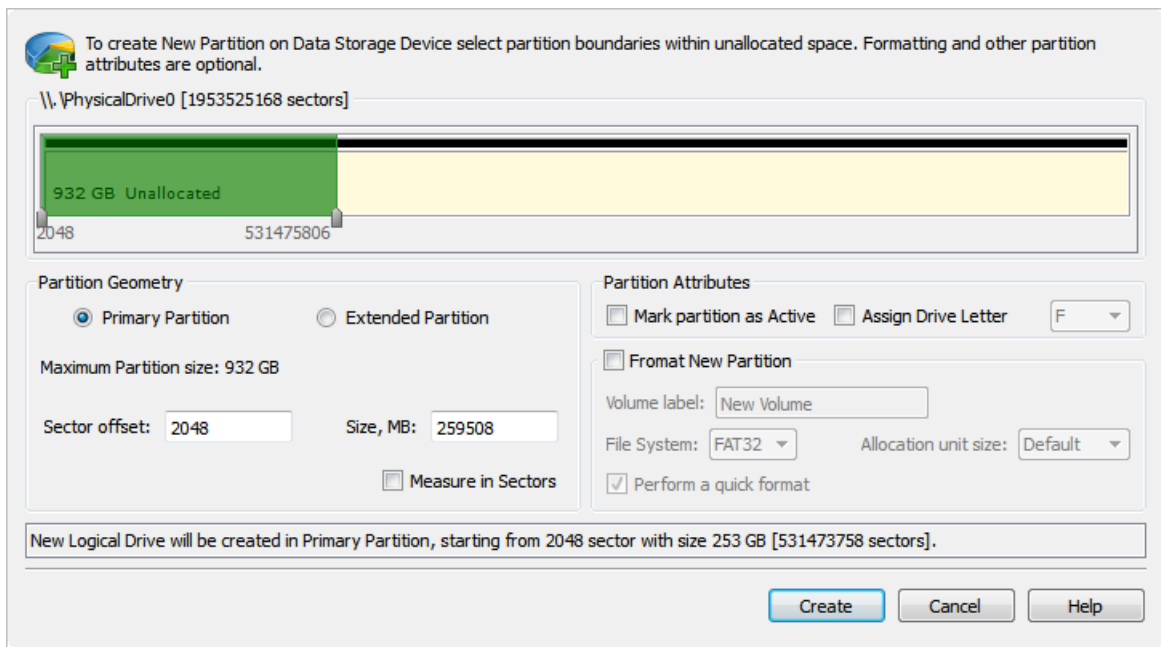 To create New Partition on Data Storage Device select partition boundaries within unallocated space. Formatting and other partition
attributes are optional.
\\.\PhysicalDrive0 [1953525168 sectors]
932 GB Unallocated
2048 531475806
Partition Geometry
Primary Partition Extended Partition
Maximum Partition size: 932 GB
Sector offset: 2048 Size, MB: 259508
Measure in Sectors
Partition Attributes
Mark partition as Active Assign Drive Letter F
Fromat New Partition
Volume label: New Volume
File System: FAT32 Allocation unit size: Default
Perform a quick format
New Logical Drive will be created in Primary Partition, starting from 2048 sector with size 253 GB [531473758 sectors].
Create Cancel Help